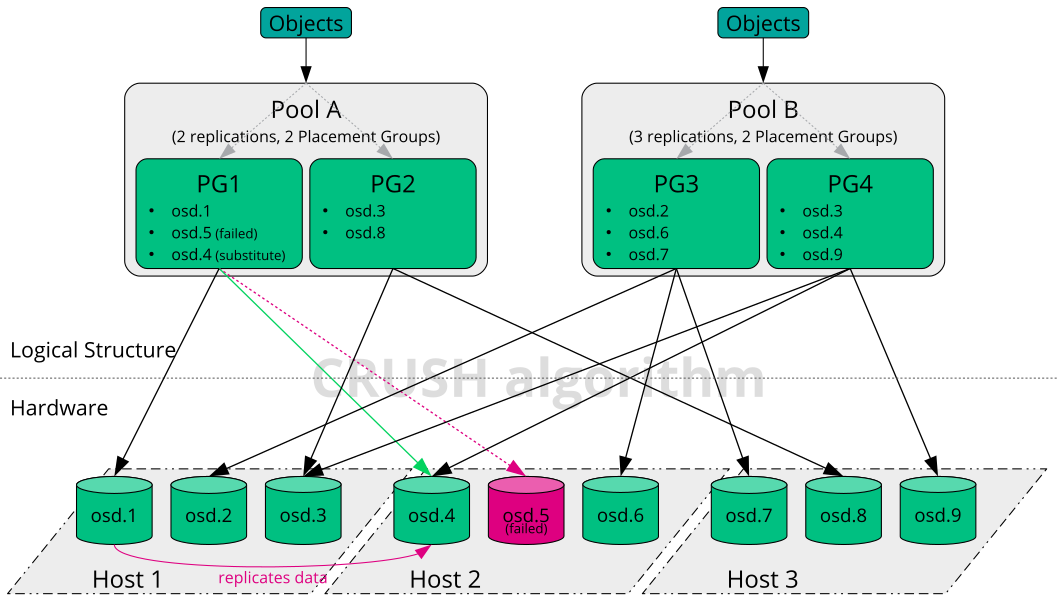 Objects
Objects
Pool A
(2 replications, 2 Placement Groups)
PG1
• osd.1
• osd.5 (failed)
• osd.4 (substitute)
PG2
• osd.3
• osd.8
Pool B
(3 replications, 2 Placement Groups)
PG3
• osd.2
• osd.6
• osd.7
PG4
• osd.3
• osd.4
• osd.9
Logical Structure
CRUSH algorithm
Hardware
osd.1
osd.2
osd.3
osd.4
osd.5
(failed)
osd.6
osd.7
osd.8
osd.9
replicates data
Host 1
Host 2
Host 3